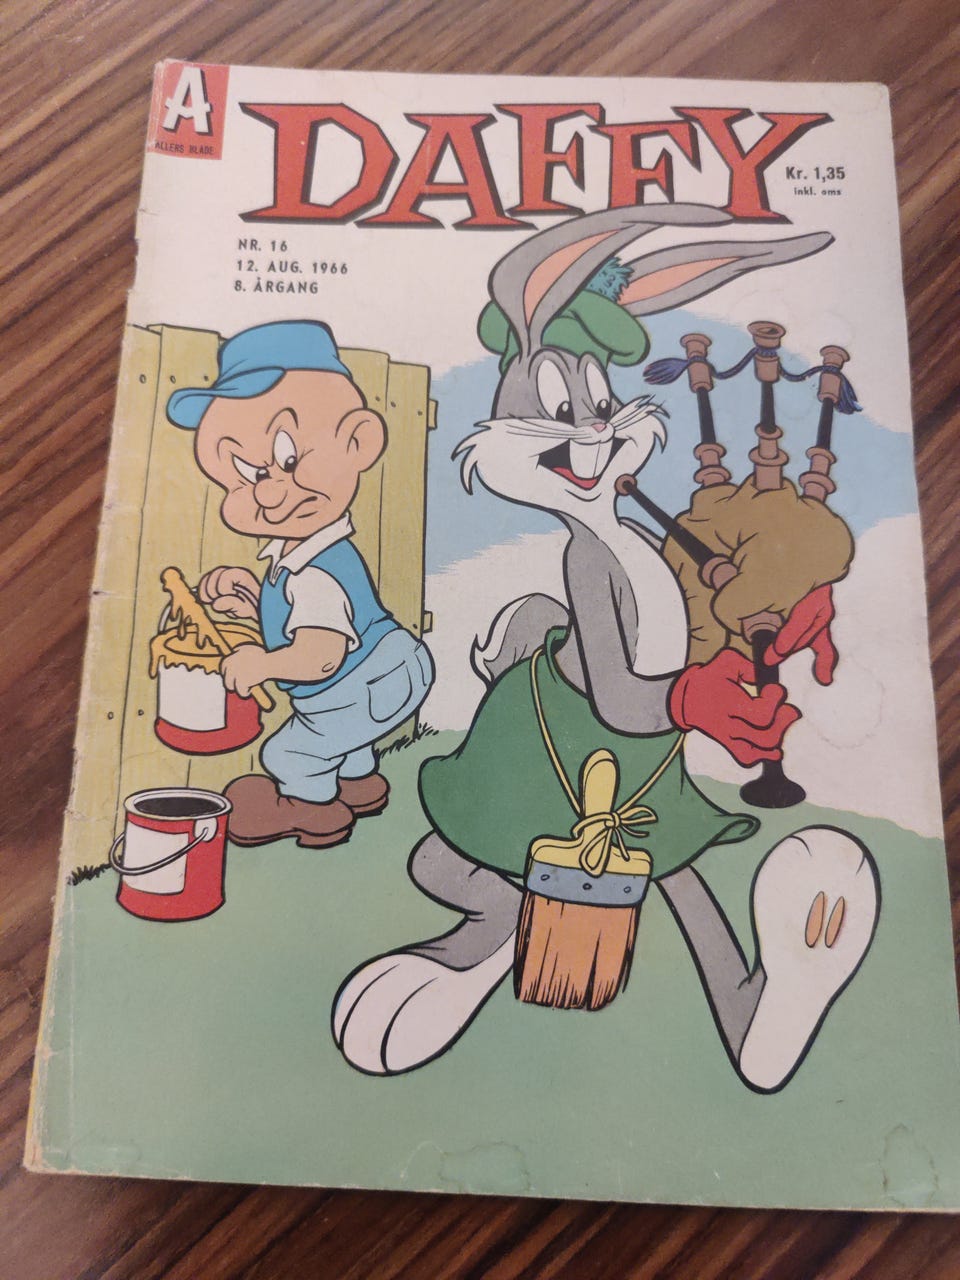 A
ALLERS BLADE
DAFFY
Kr. 1,35
inkl. oms
NR. 16
12. AUG. 1966
8. ÅRGANG